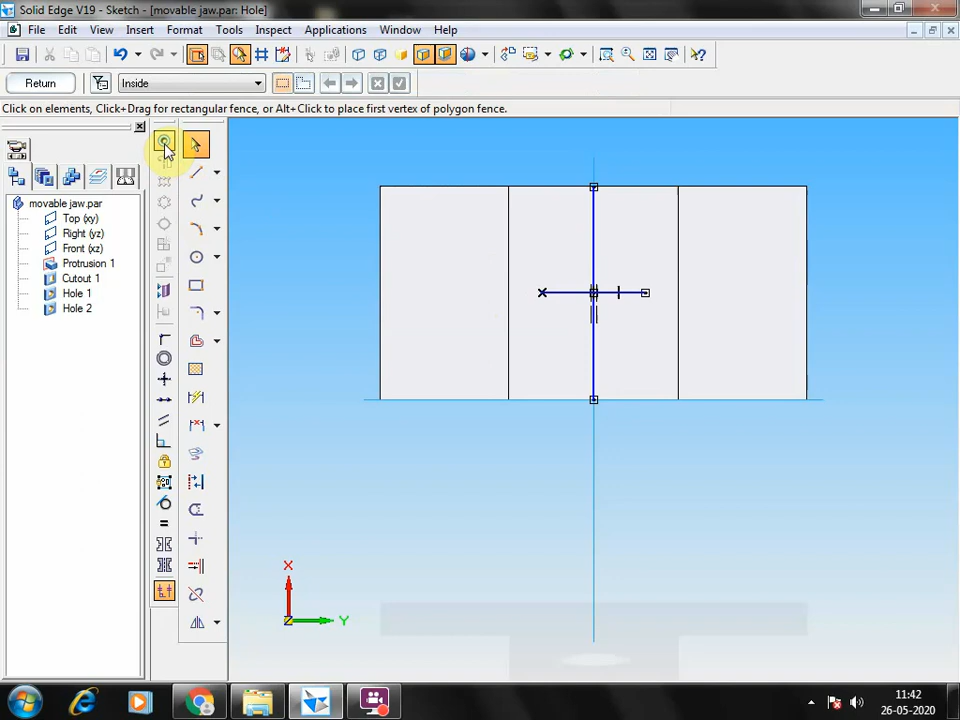 Solid Edge V19 - Sketch - [movable jaw.par: Hole]
File Edit View Insert Format Tools Inspect Applications Window Help
Return Inside
Click on elements, Click+Drag for rectangular fence, or Alt+Click to place first vertex of polygon fence.
movable jaw.par
Top (xy)
Right (yz)
Front (xz)
Protrusion 1
Cutout 1
Hole 1
Hole 2
X
Y
11:42
26-05-2020